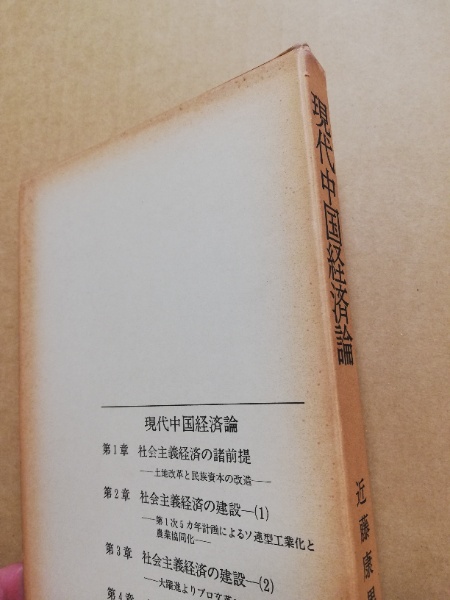 現代中国経済論
近藤康男
現代中国経済論
第1章 社会主義経済の諸前提
——土地改革と民族資本の改造——
第2章 社会主義経済の建設—(1)
——第1次5カ年計画によるソ連型工業化と
農業協同化——
第3章 社会主義経済の建設—(2)
——大躍進よりプロ文革
第4章